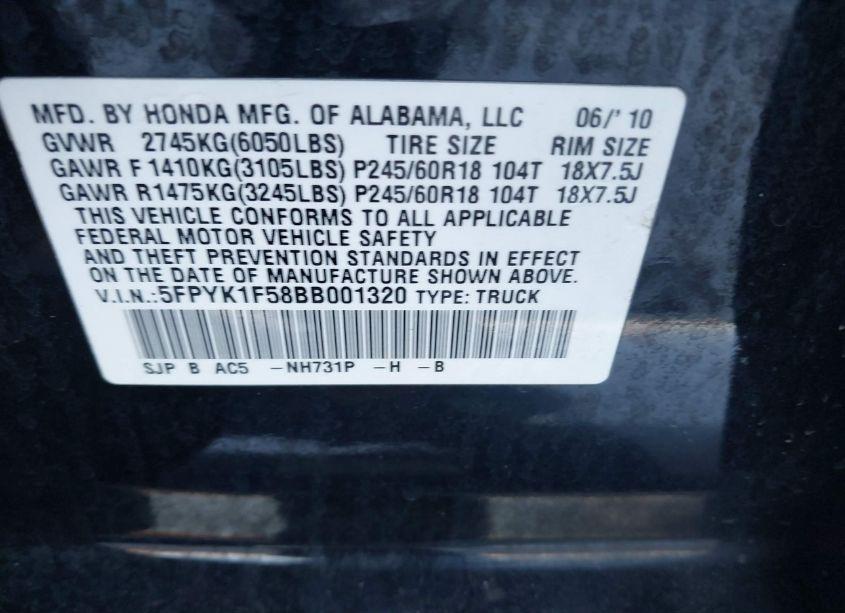 MFD. BY HONDA MFG. OF ALABAMA, LLC 06/' 10
GVWR 2745KG(6050LBS) TIRE SIZE RIM SIZE
GAWR F 1410KG(3105LBS) P245/60R18 104T 18X7.5J
GAWR R1475KG(3245LBS) P245/60R18 104T 18X7.5J
THIS VEHICLE CONFORMS TO ALL APPLICABLE
FEDERAL MOTOR VEHICLE SAFETY
AND THEFT PREVENTION STANDARDS IN EFFECT
ON THE DATE OF MANUFACTURE SHOWN ABOVE.
V.I.N.:5FPYK1F58BB001320 TYPE: TRUCK
SJP B AC5 -NH731P -H -B